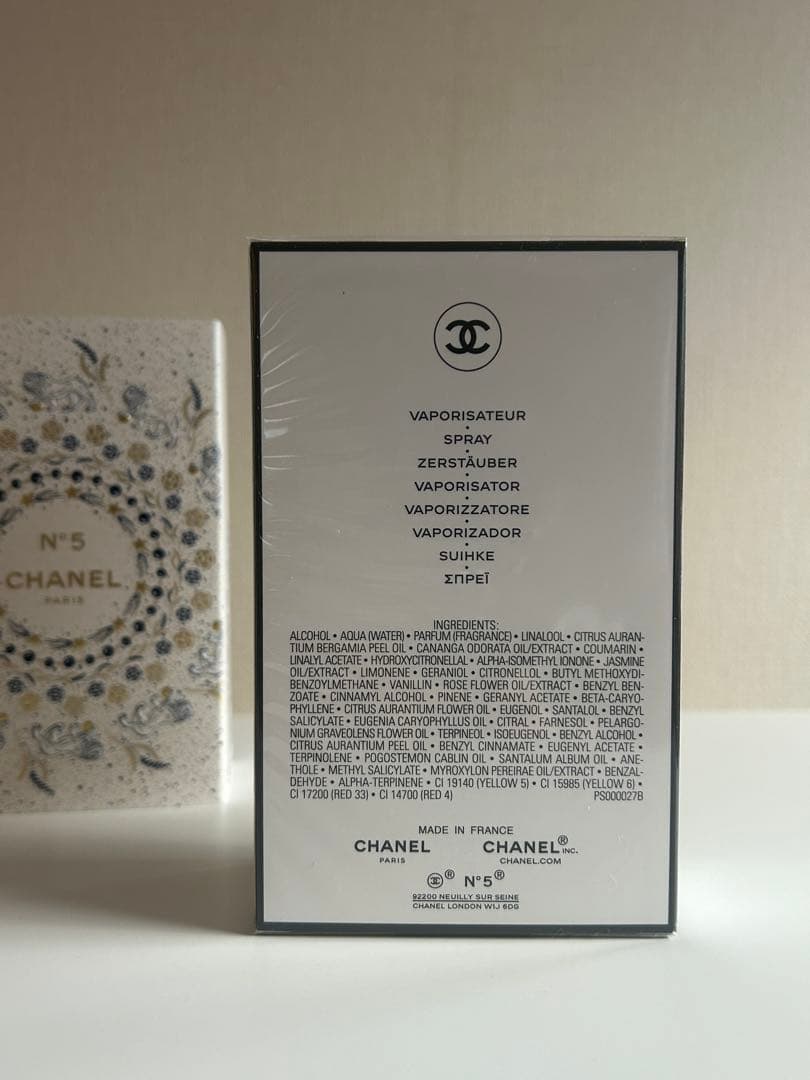 N°5
CHANEL
PARIS
VAPORISATEUR
•
SPRAY
•
ZERSTÄUBER
•
VAPORISATOR
•
VAPORIZZATORE
•
VAPORIZADOR
•
SUIHKE
•
ΣΠΡΕΪ
INGREDIENTS:
ALCOHOL • AQUA (WATER) • PARFUM (FRAGRANCE) • LINALOOL • CITRUS AURAN-
TIUM BERGAMIA PEEL OIL • CANANGA ODORATA OIL/EXTRACT • COUMARIN •
LINALYL ACETATE • HYDROXYCITRONELLAL • ALPHA-ISOMETHYL IONONE • JASMINE
OIL/EXTRACT • LIMONENE • GERANIOL • CITRONELLOL • BUTYL METHOXYDI-
BENZOYLMETHANE • VANILLIN • ROSE FLOWER OIL/EXTRACT • BENZYL BEN-
ZOATE • CINNAMYL ALCOHOL • PINENE • GERANYL ACETATE • BETA-CARYO-
PHYLLENE • CITRUS AURANTIUM FLOWER OIL • EUGENOL • SANTALOL • BENZYL
SALICYLATE • EUGENIA CARYOPHYLLUS OIL • CITRAL • FARNESOL • PELARGO-
NIUM GRAVEOLENS FLOWER OIL • TERPINEOL • ISOEUGENOL • BENZYL ALCOHOL •
CITRUS AURANTIUM PEEL OIL • BENZYL CINNAMATE • EUGENYL ACETATE •
TERPINOLENE • POGOSTEMON CABLIN OIL • SANTALUM ALBUM OIL • ANE-
THOLE • METHYL SALICYLATE • MYROXYLON PEREIRAE OIL/EXTRACT • BENZAL-
DEHYDE • ALPHA-TERPINENE • CI 19140 (YELLOW 5) • CI 15985 (YELLOW 6) •
CI 17200 (RED 33) • CI 14700 (RED 4) PS000027B
MADE IN FRANCE
CHANEL CHANEL® INC.
PARIS CHANEL.COM
® N°5®
92200 NEUILLY SUR SEINE
CHANEL LONDON W1J 6DG